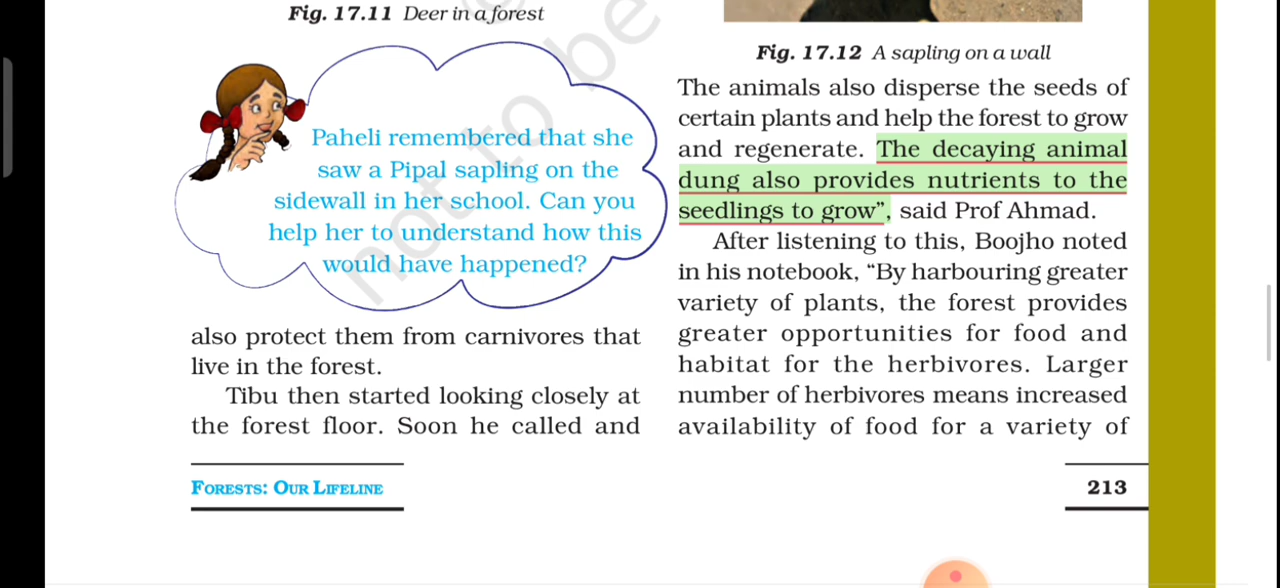 Fig. 17.11 Deer in a forest
Paheli remembered that she
saw a Pipal sapling on the
sidewall in her school. Can you
help her to understand how this
would have happened?
also protect them from carnivores that
live in the forest.
Tibu then started looking closely at
the forest floor. Soon he called and
Fig. 17.12 A sapling on a wall
The animals also disperse the seeds of
certain plants and help the forest to grow
and regenerate. The decaying animal
dung also provides nutrients to the
seedlings to grow”, said Prof Ahmad.
After listening to this, Boojho noted
in his notebook, “By harbouring greater
variety of plants, the forest provides
greater opportunities for food and
habitat for the herbivores. Larger
number of herbivores means increased
availability of food for a variety of
Forests: Our Lifeline
213
not to be